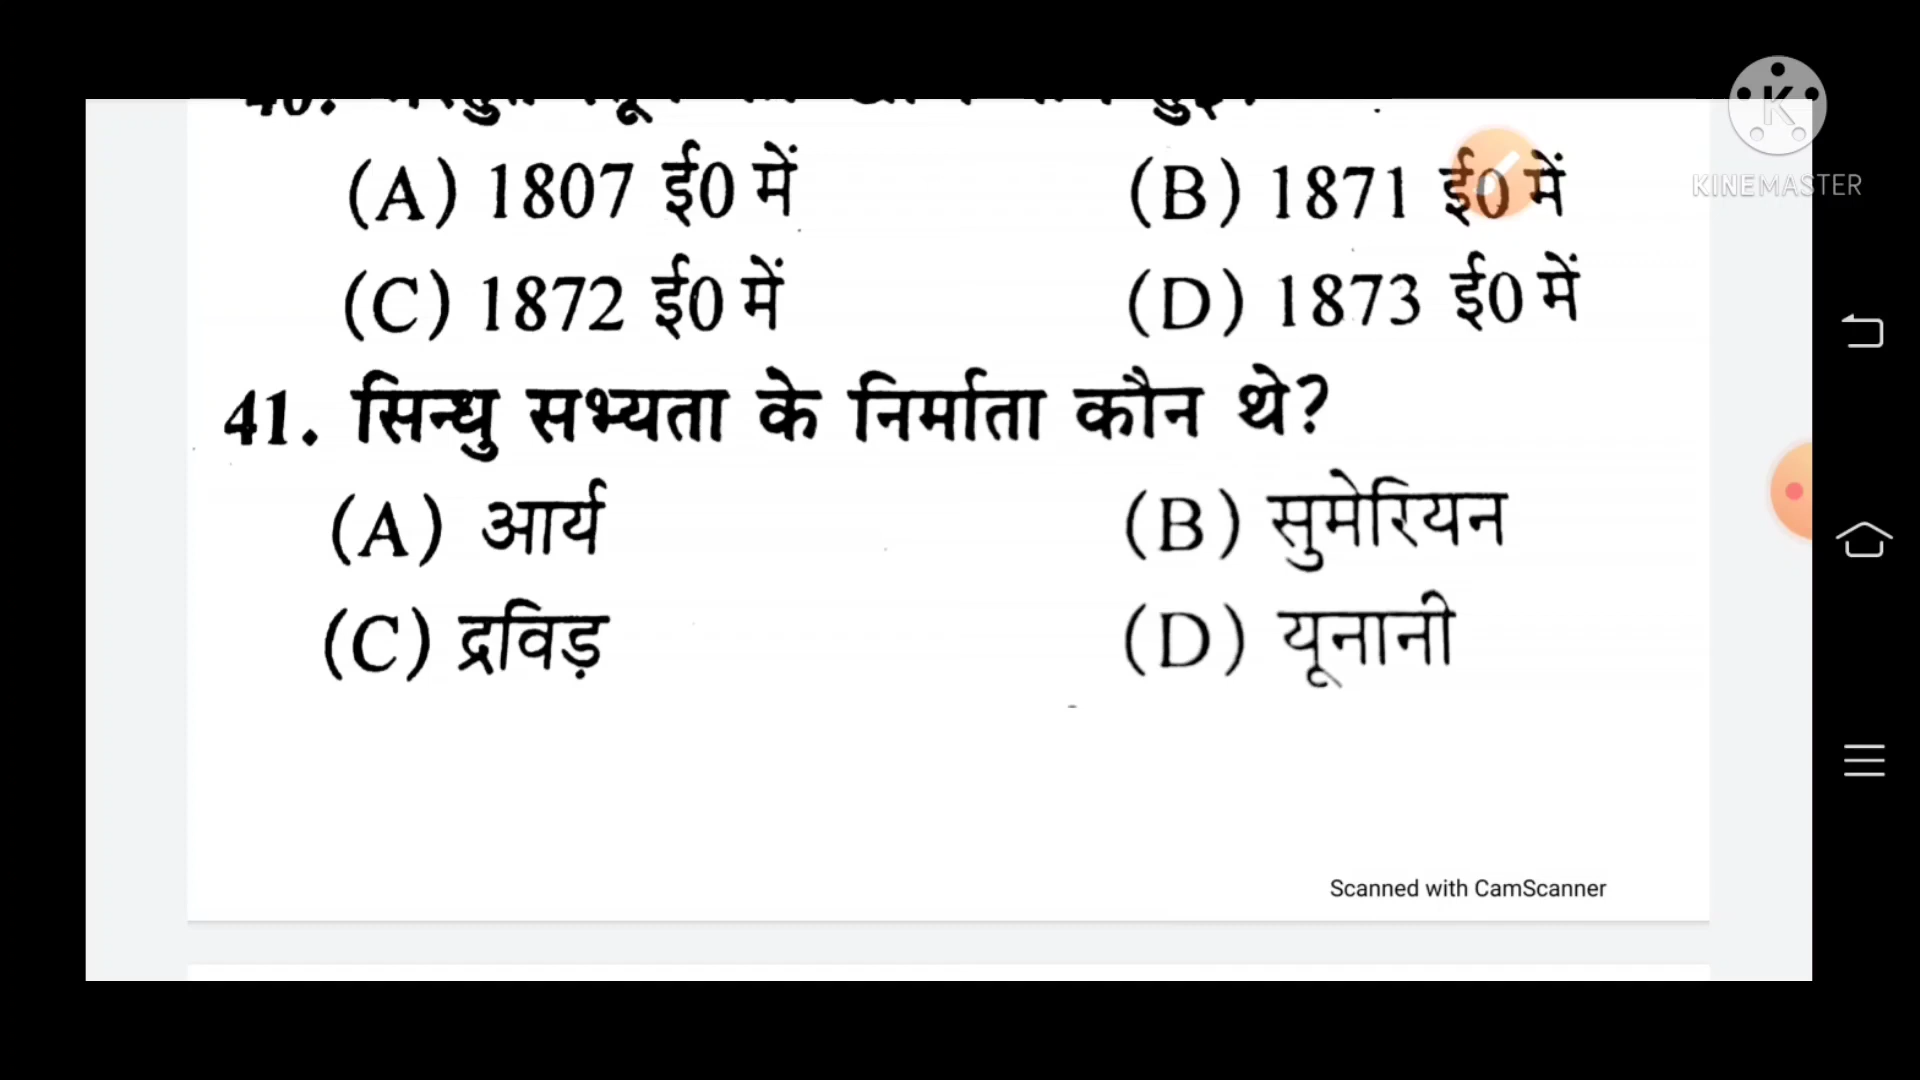 (A) 1807 ई0 में (B) 1871 ई0 में
(C) 1872 ई0 में (D) 1873 ई0 में
41. सिन्धु सभ्यता के निर्माता कौन थे?
(A) आर्य (B) सुमेरियन
(C) द्रविड़ (D) यूनानी
Scanned with CamScanner
K
KINEMASTER